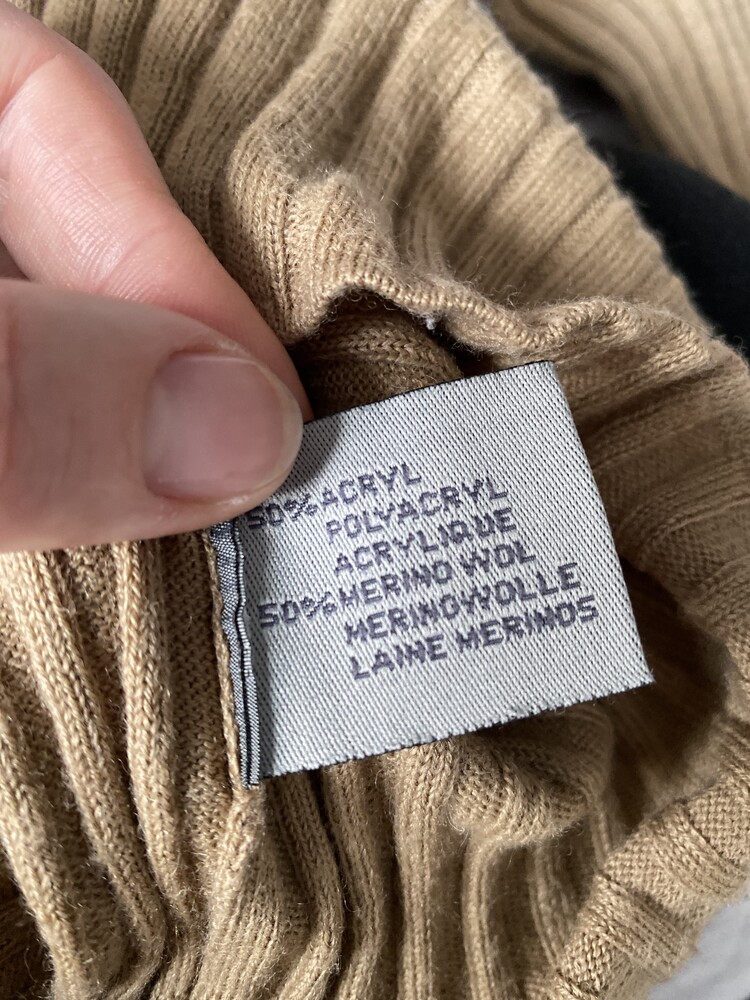 50%ACRYL
POLYACRYL
ACRYLIQUE
50%MERINO WOL
MERINOWOLLE
LAINE MERINOS